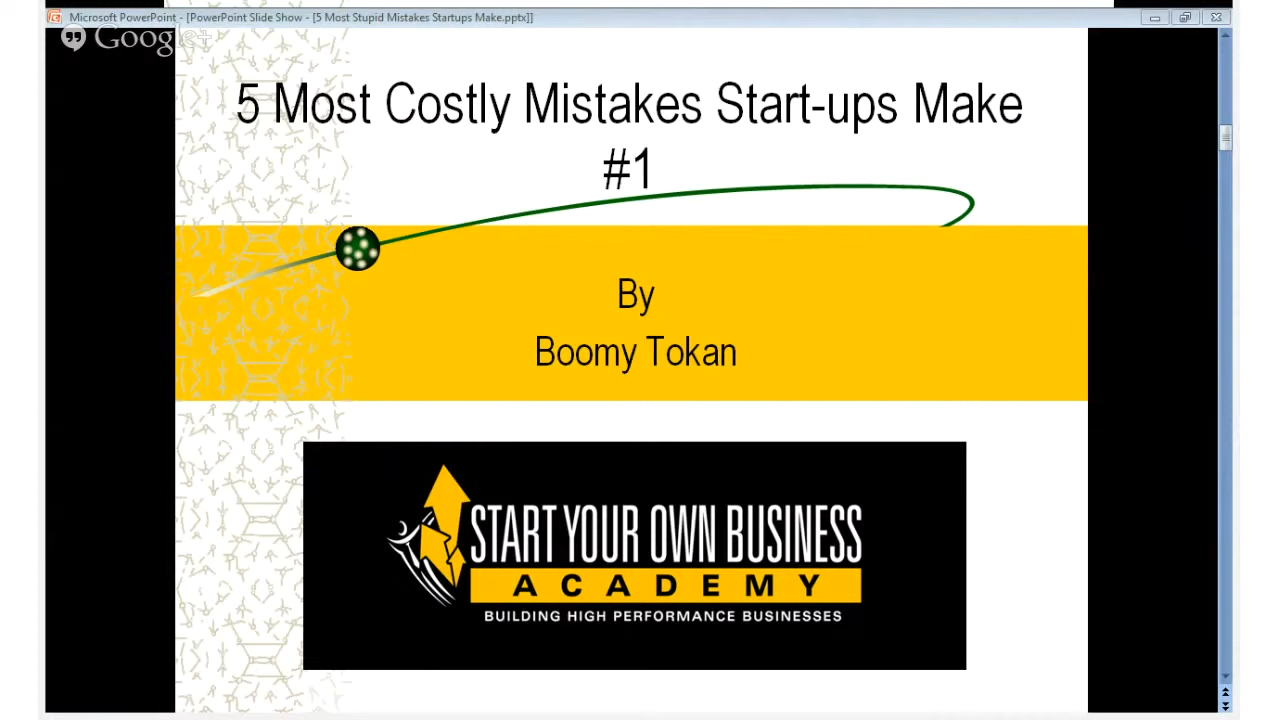 Microsoft PowerPoint - [PowerPoint Slide Show - [5 Most Stupid Mistakes Startups Make.pptx]]
Google+
5 Most Costly Mistakes Start-ups Make
#1
By
Boomy Tokan
START YOUR OWN BUSINESS
ACADEMY
BUILDING HIGH PERFORMANCE BUSINESSES